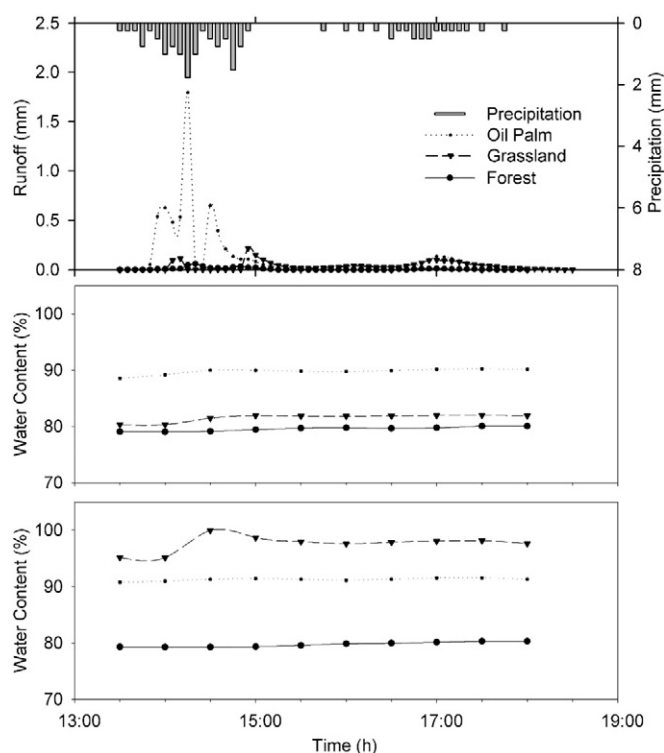 2.5
2.0
1.5
1.0
0.5
0.0
Runoff (mm)
0
2
4
6
8
Precipitation (mm)
Precipitation
Oil Palm
Grassland
Forest
100
90
80
70
Water Content (%)
100
90
80
70
Water Content (%)
13:00 15:00 17:00 19:00
Time (h)